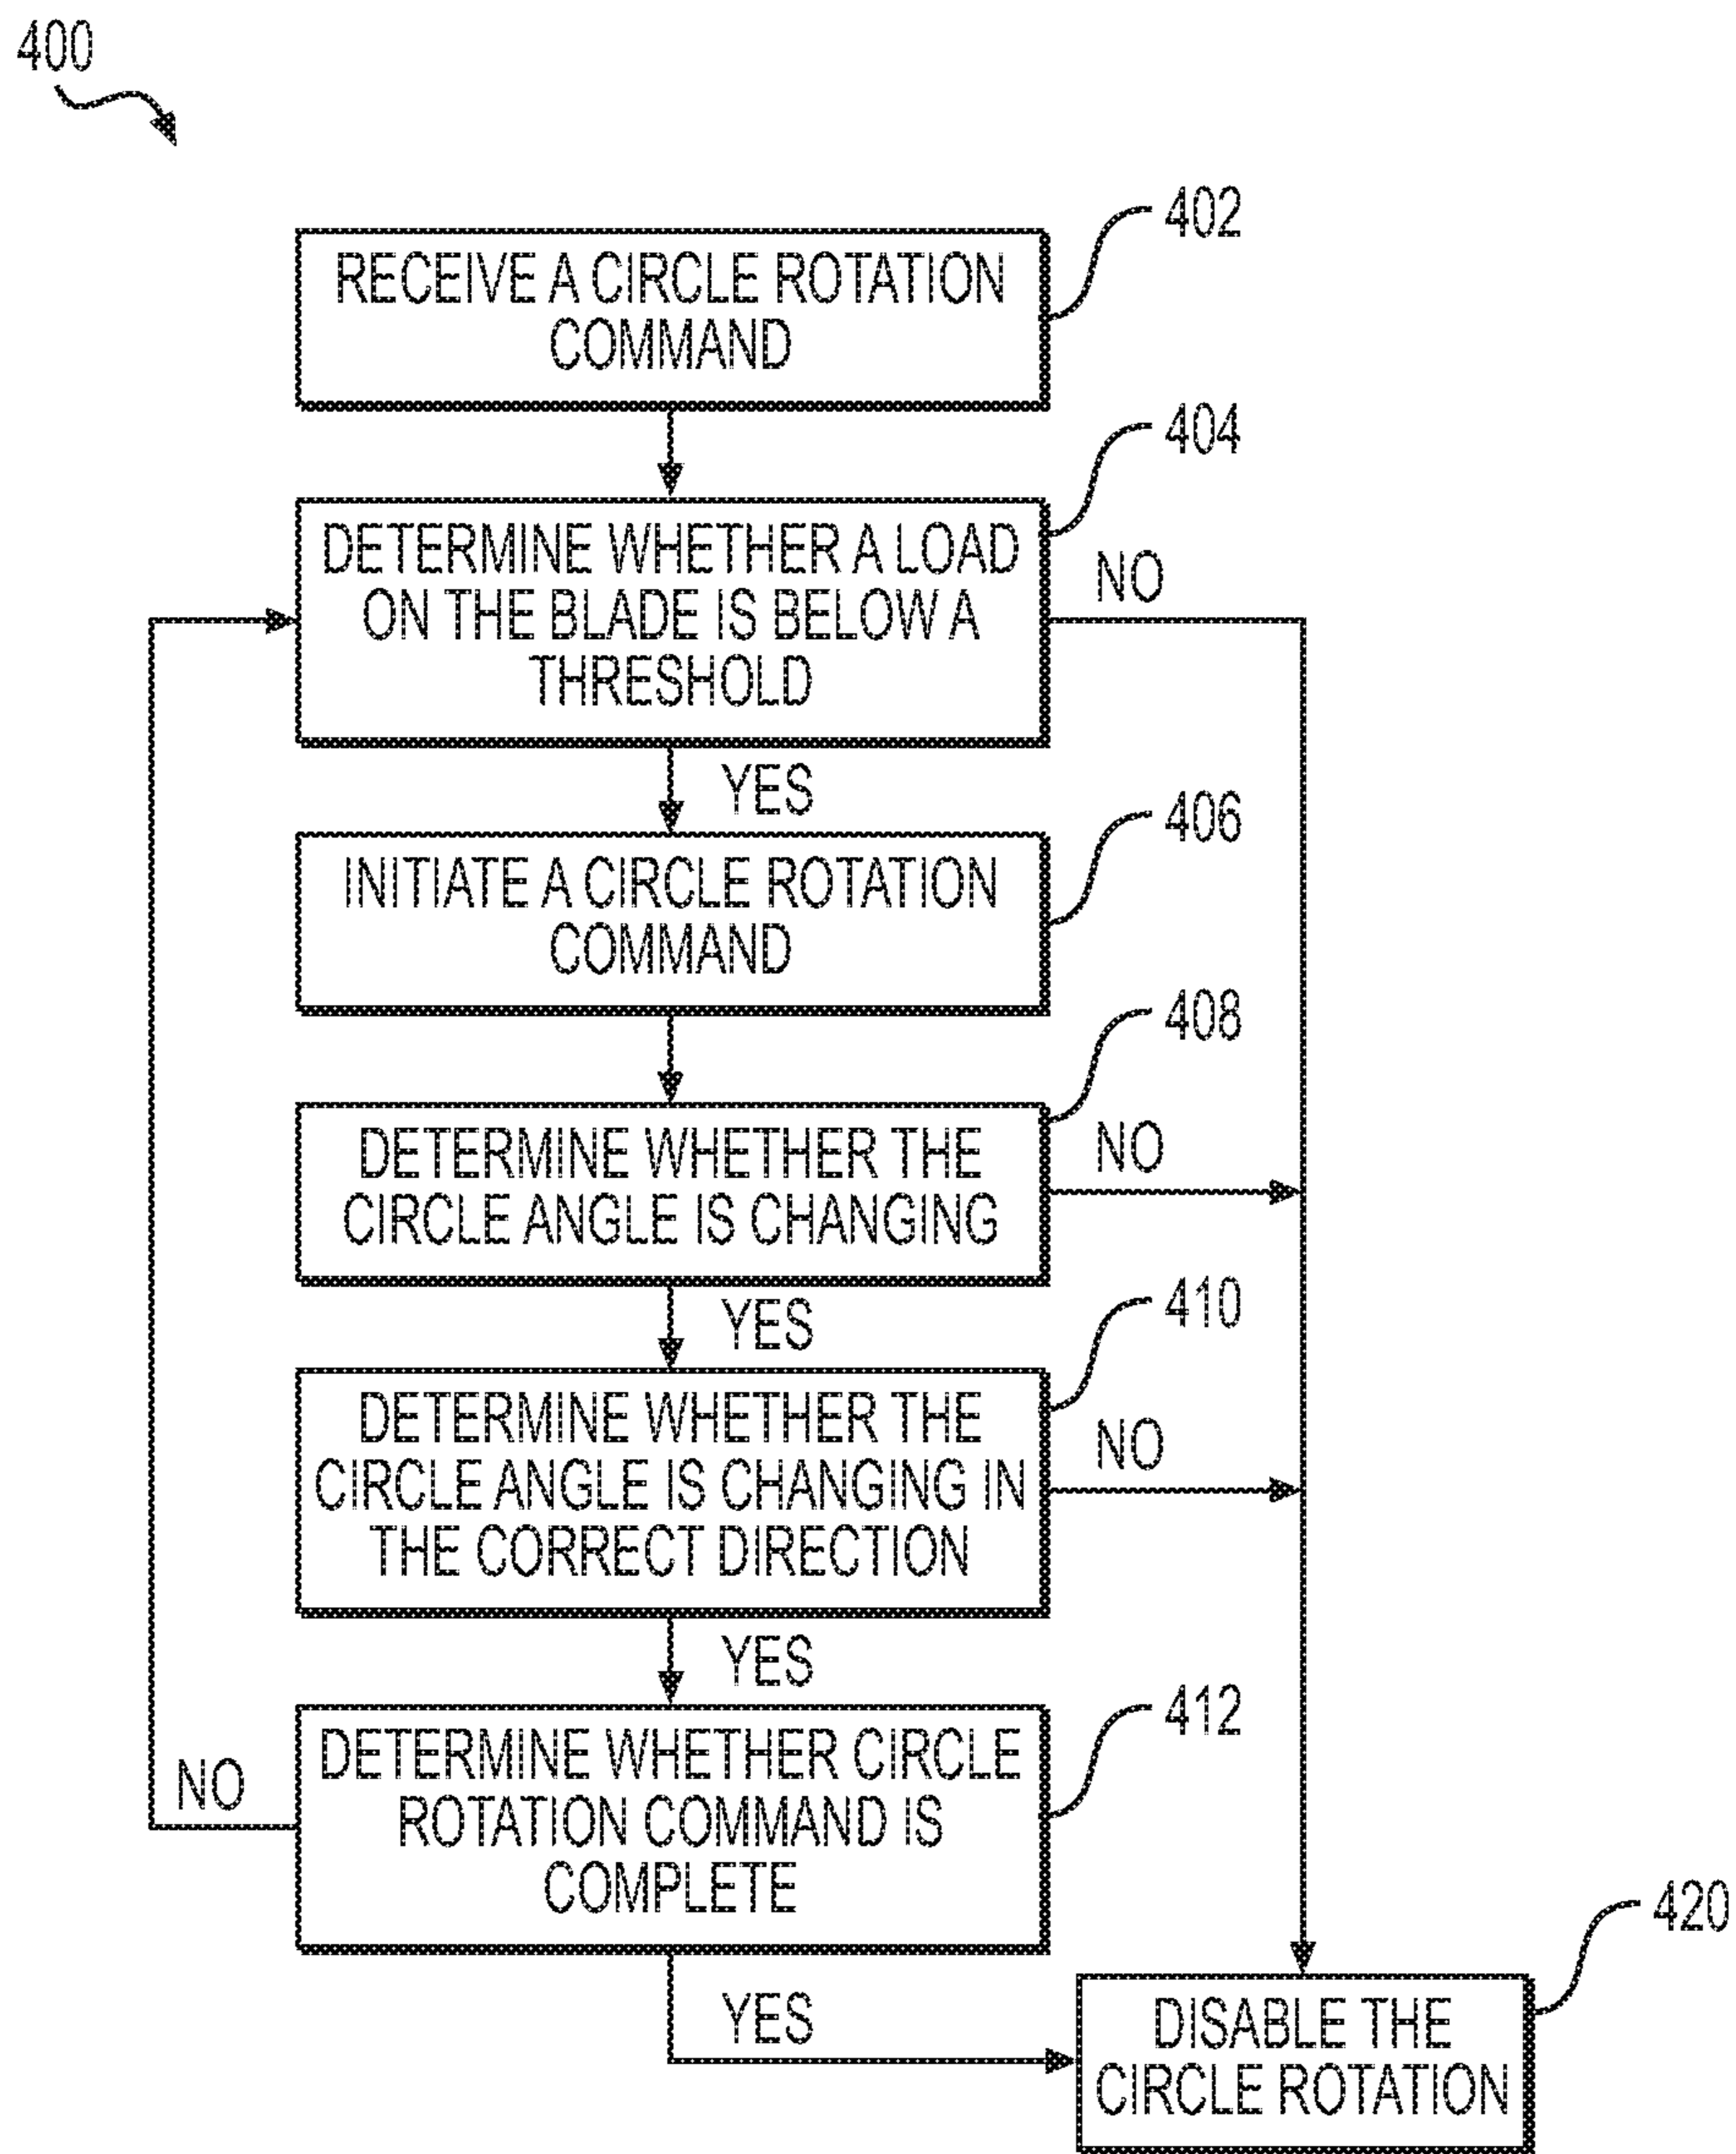 400
402
RECEIVE A CIRCLE ROTATION
COMMAND
404
DETERMINE WHETHER A LOAD
ON THE BLADE IS BELOW A
THRESHOLD
NO
YES
406
INITIATE A CIRCLE ROTATION
COMMAND
408
DETERMINE WHETHER THE
CIRCLE ANGLE IS CHANGING
NO
YES
410
DETERMINE WHETHER THE
CIRCLE ANGLE IS CHANGING IN
THE CORRECT DIRECTION
NO
YES
412
DETERMINE WHETHER CIRCLE
ROTATION COMMAND IS
COMPLETE
NO
YES
420
DISABLE THE
CIRCLE ROTATION